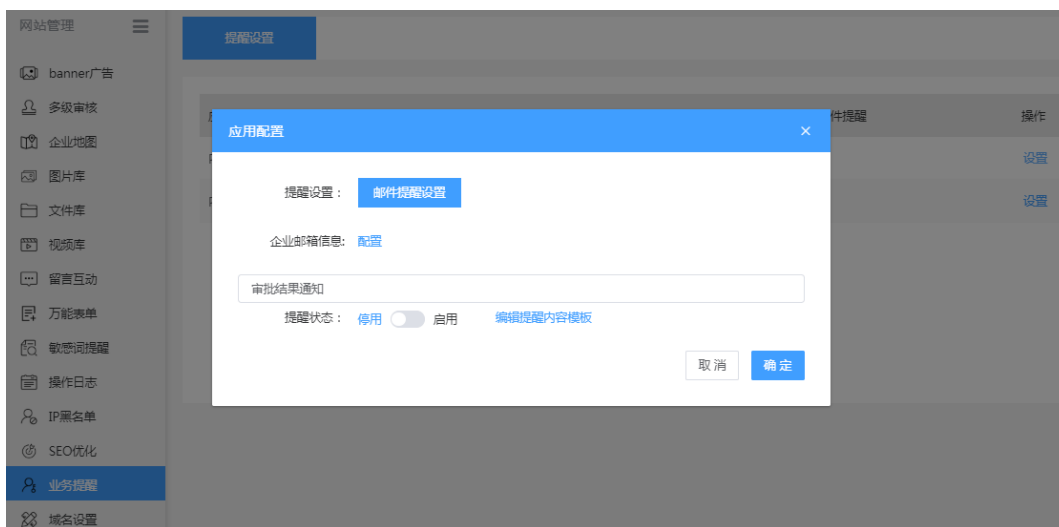 网站管理
提醒设置
banner广告
多级审核
企业地图
图片库
文件库
视频库
留言互动
万能表单
敏感词提醒
操作日志
IP黑名单
SEO优化
业务提醒
域名设置
件提醒
操作
设置
设置
应用配置
提醒设置：
邮件提醒设置
企业邮箱信息:
配置
审批结果通知
提醒状态：
停用
启用
编辑提醒内容模板
取消
确定